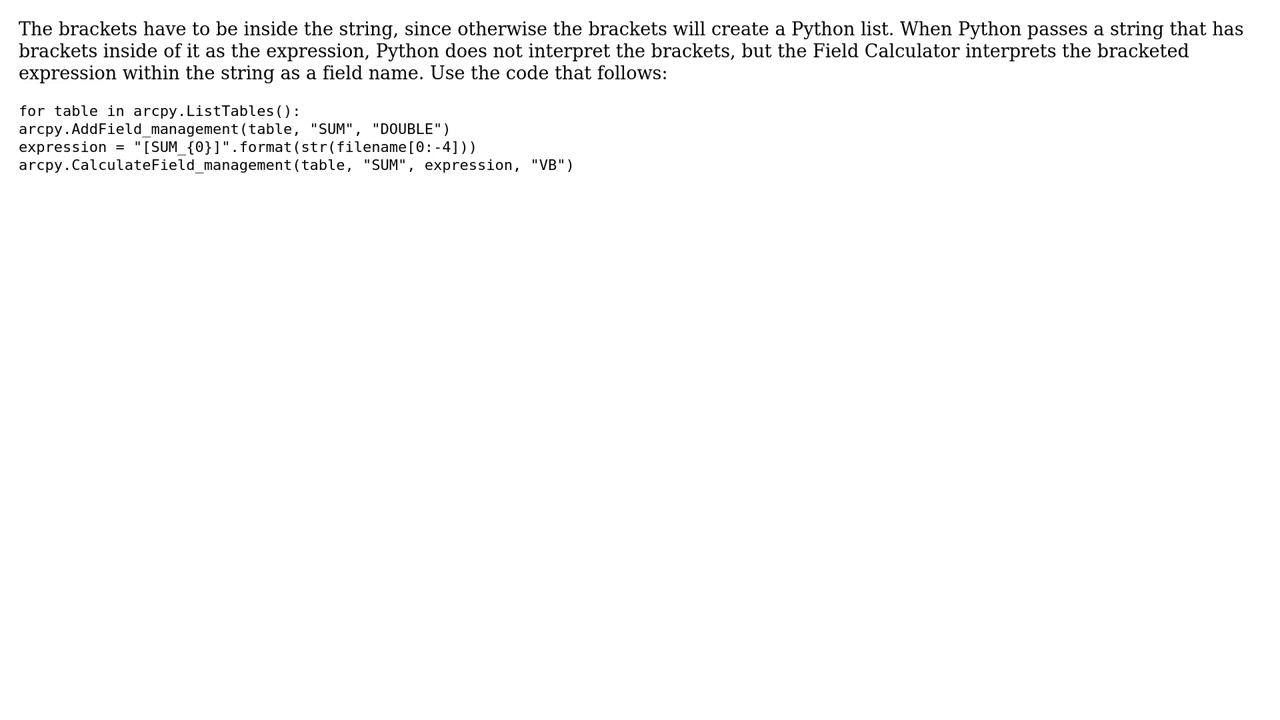 The brackets have to be inside the string, since otherwise the brackets will create a Python list. When Python passes a string that has
brackets inside of it as the expression, Python does not interpret the brackets, but the Field Calculator interprets the bracketed
expression within the string as a field name. Use the code that follows:
for table in arcpy.ListTables():
arcpy.AddField_management(table, "SUM", "DOUBLE")
expression = "[SUM_{0}]".format(str(filename[0:-4]))
arcpy.CalculateField_management(table, "SUM", expression, "VB")